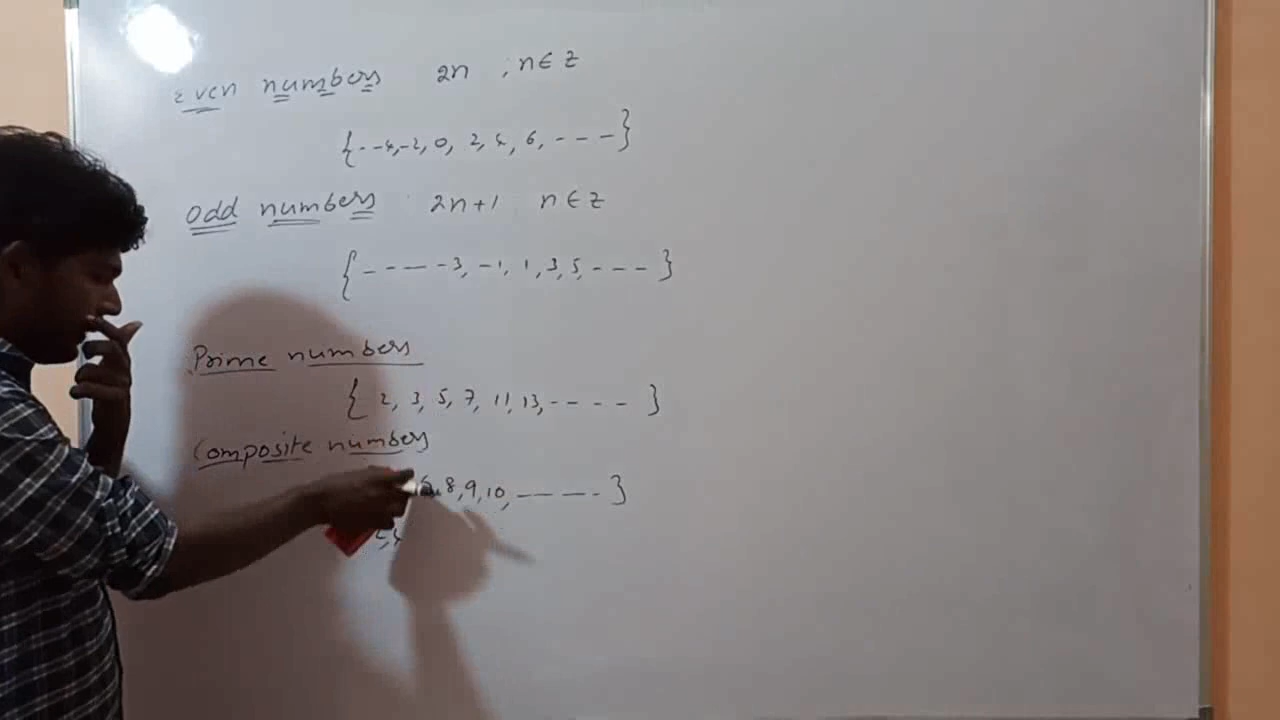 Even numbers 2n ; n ∈ z
{ - -4, -2, 0, 2, 4, 6, - - - }
odd numbers 2n+1 n ∈ z
{ - - — -3, -1, 1, 3, 5, - - - }
Prime numbers
{ 2, 3, 5, 7, 11, 13, - - - - }
Composite numbers
8, 9, 10, — — - }